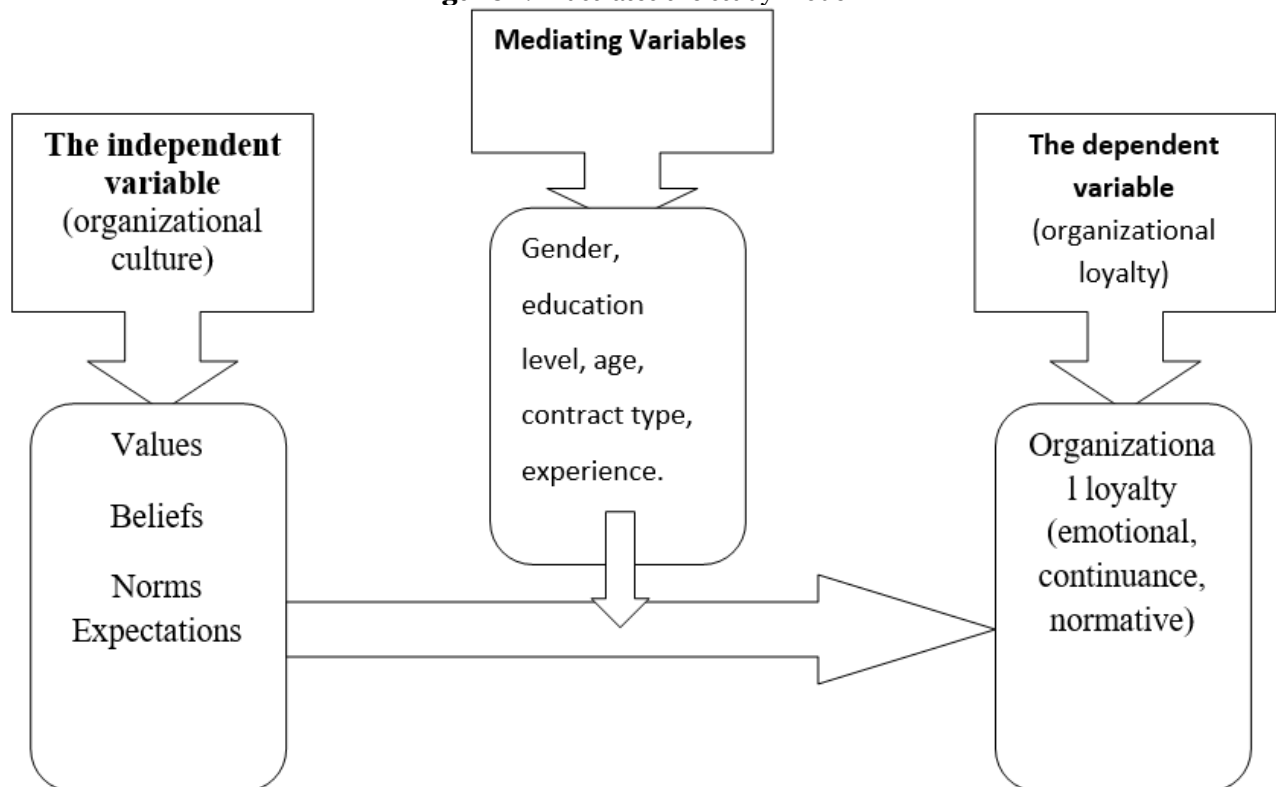 Mediating Variables
The independent
variable
(organizational
culture)
The dependent
variable
(organizational
loyalty)
Gender,
education
level, age,
contract type,
experience.
Values
Beliefs
Norms
Expectations
Organizationa
l loyalty
(emotional,
continuance,
normative)